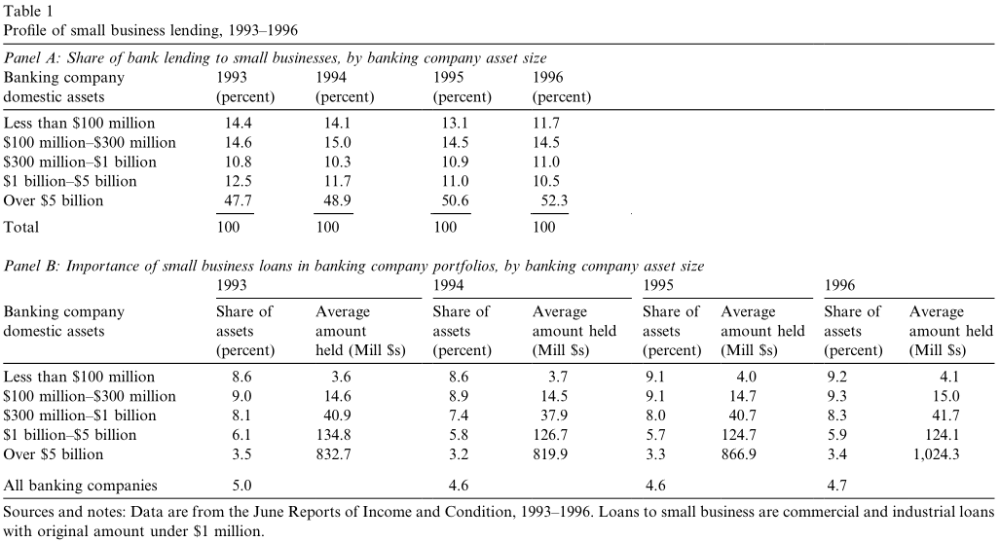 Table 1
Profile of small business lending, 1993–1996
Panel A: Share of bank lending to small businesses, by banking company asset size
Banking company 1993 1994 1995 1996
domestic assets (percent) (percent) (percent) (percent)
Less than $100 million 14.4 14.1 13.1 11.7
$100 million–$300 million 14.6 15.0 14.5 14.5
$300 million–$1 billion 10.8 10.3 10.9 11.0
$1 billion–$5 billion 12.5 11.7 11.0 10.5
Over $5 billion 47.7 48.9 50.6 52.3
Total 100 100 100 100
Panel B: Importance of small business loans in banking company portfolios, by banking company asset size
1993 1994 1995 1996
Banking company Share of Average Share of Average Share of Average Share of Average
domestic assets assets amount assets amount held assets amount held assets amount held
(percent) held (Mill $s) (percent) (Mill $s) (percent) (Mill $s) (percent) (Mill $s)
Less than $100 million 8.6 3.6 8.6 3.7 9.1 4.0 9.2 4.1
$100 million–$300 million 9.0 14.6 8.9 14.5 9.1 14.7 9.3 15.0
$300 million–$1 billion 8.1 40.9 7.4 37.9 8.0 40.7 8.3 41.7
$1 billion–$5 billion 6.1 134.8 5.8 126.7 5.7 124.7 5.9 124.1
Over $5 billion 3.5 832.7 3.2 819.9 3.3 866.9 3.4 1,024.3
All banking companies 5.0 4.6 4.6 4.7
Sources and notes: Data are from the June Reports of Income and Condition, 1993–1996. Loans to small business are commercial and industrial loans
with original amount under $1 million.